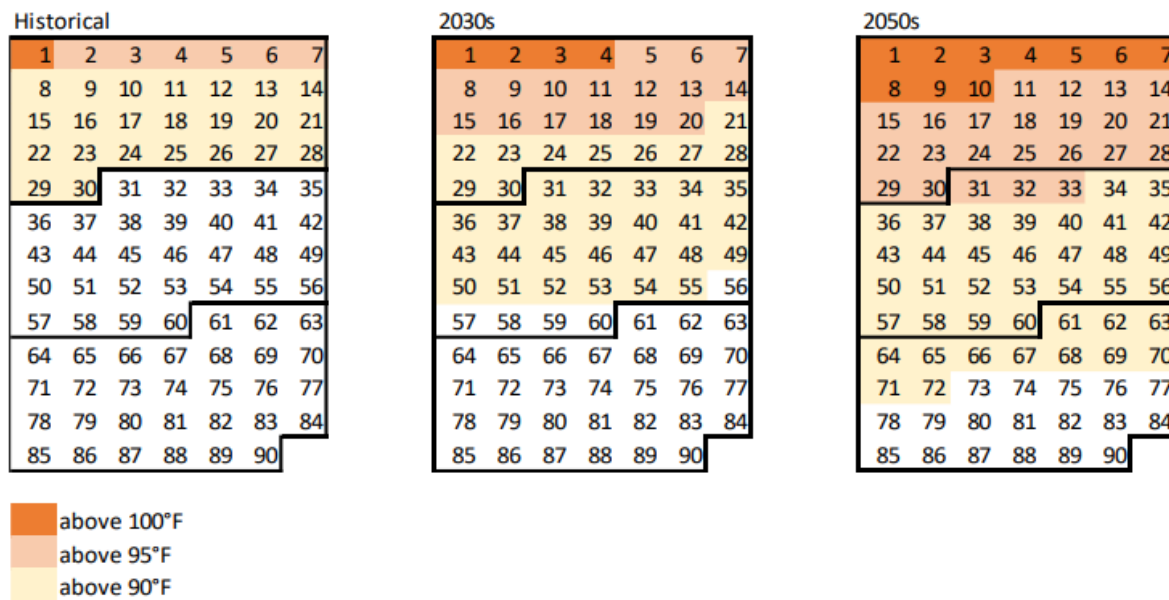 Historical 2030s 2050s
1 2 3 4 5 6 7 1 2 3 4 5 6 7 1 2 3 4 5 6 7
8 9 10 11 12 13 14 8 9 10 11 12 13 14 8 9 10 11 12 13 14
15 16 17 18 19 20 21 15 16 17 18 19 20 21 15 16 17 18 19 20 21
22 23 24 25 26 27 28 22 23 24 25 26 27 28 22 23 24 25 26 27 28
29 30 31 32 33 34 35 29 30 31 32 33 34 35 29 30 31 32 33 34 35
36 37 38 39 40 41 42 36 37 38 39 40 41 42 36 37 38 39 40 41 42
43 44 45 46 47 48 49 43 44 45 46 47 48 49 43 44 45 46 47 48 49
50 51 52 53 54 55 56 50 51 52 53 54 55 56 50 51 52 53 54 55 56
57 58 59 60 61 62 63 57 58 59 60 61 62 63 57 58 59 60 61 62 63
64 65 66 67 68 69 70 64 65 66 67 68 69 70 64 65 66 67 68 69 70
71 72 73 74 75 76 77 71 72 73 74 75 76 77 71 72 73 74 75 76 77
78 79 80 81 82 83 84 78 79 80 81 82 83 84 78 79 80 81 82 83 84
85 86 87 88 89 90 85 86 87 88 89 90 85 86 87 88 89 90
above 100°F
above 95°F
above 90°F